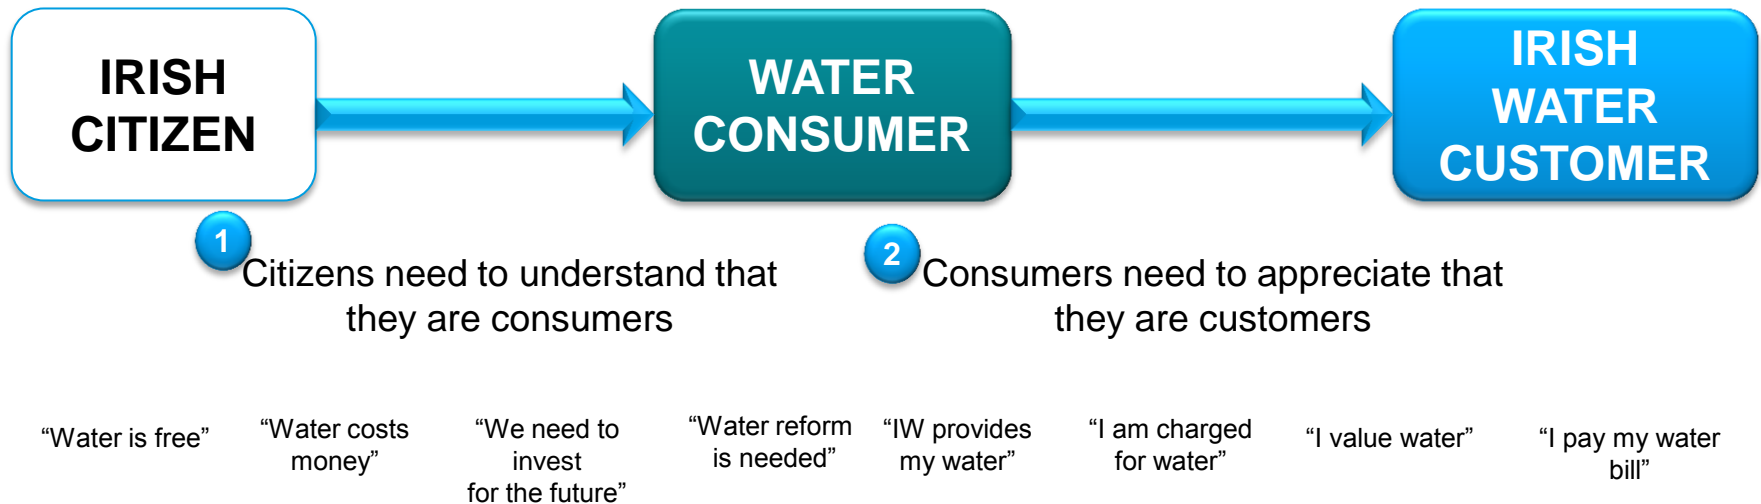 IRISH
CITIZEN
WATER
CONSUMER
IRISH
WATER
CUSTOMER
1
Citizens need to understand that
they are consumers
2
Consumers need to appreciate that
they are customers
“Water is free”
“Water costs
money”
“We need to
invest
for the future”
“Water reform
is needed”
“IW provides
my water”
“I am charged
for water”
“I value water”
“I pay my water
bill”